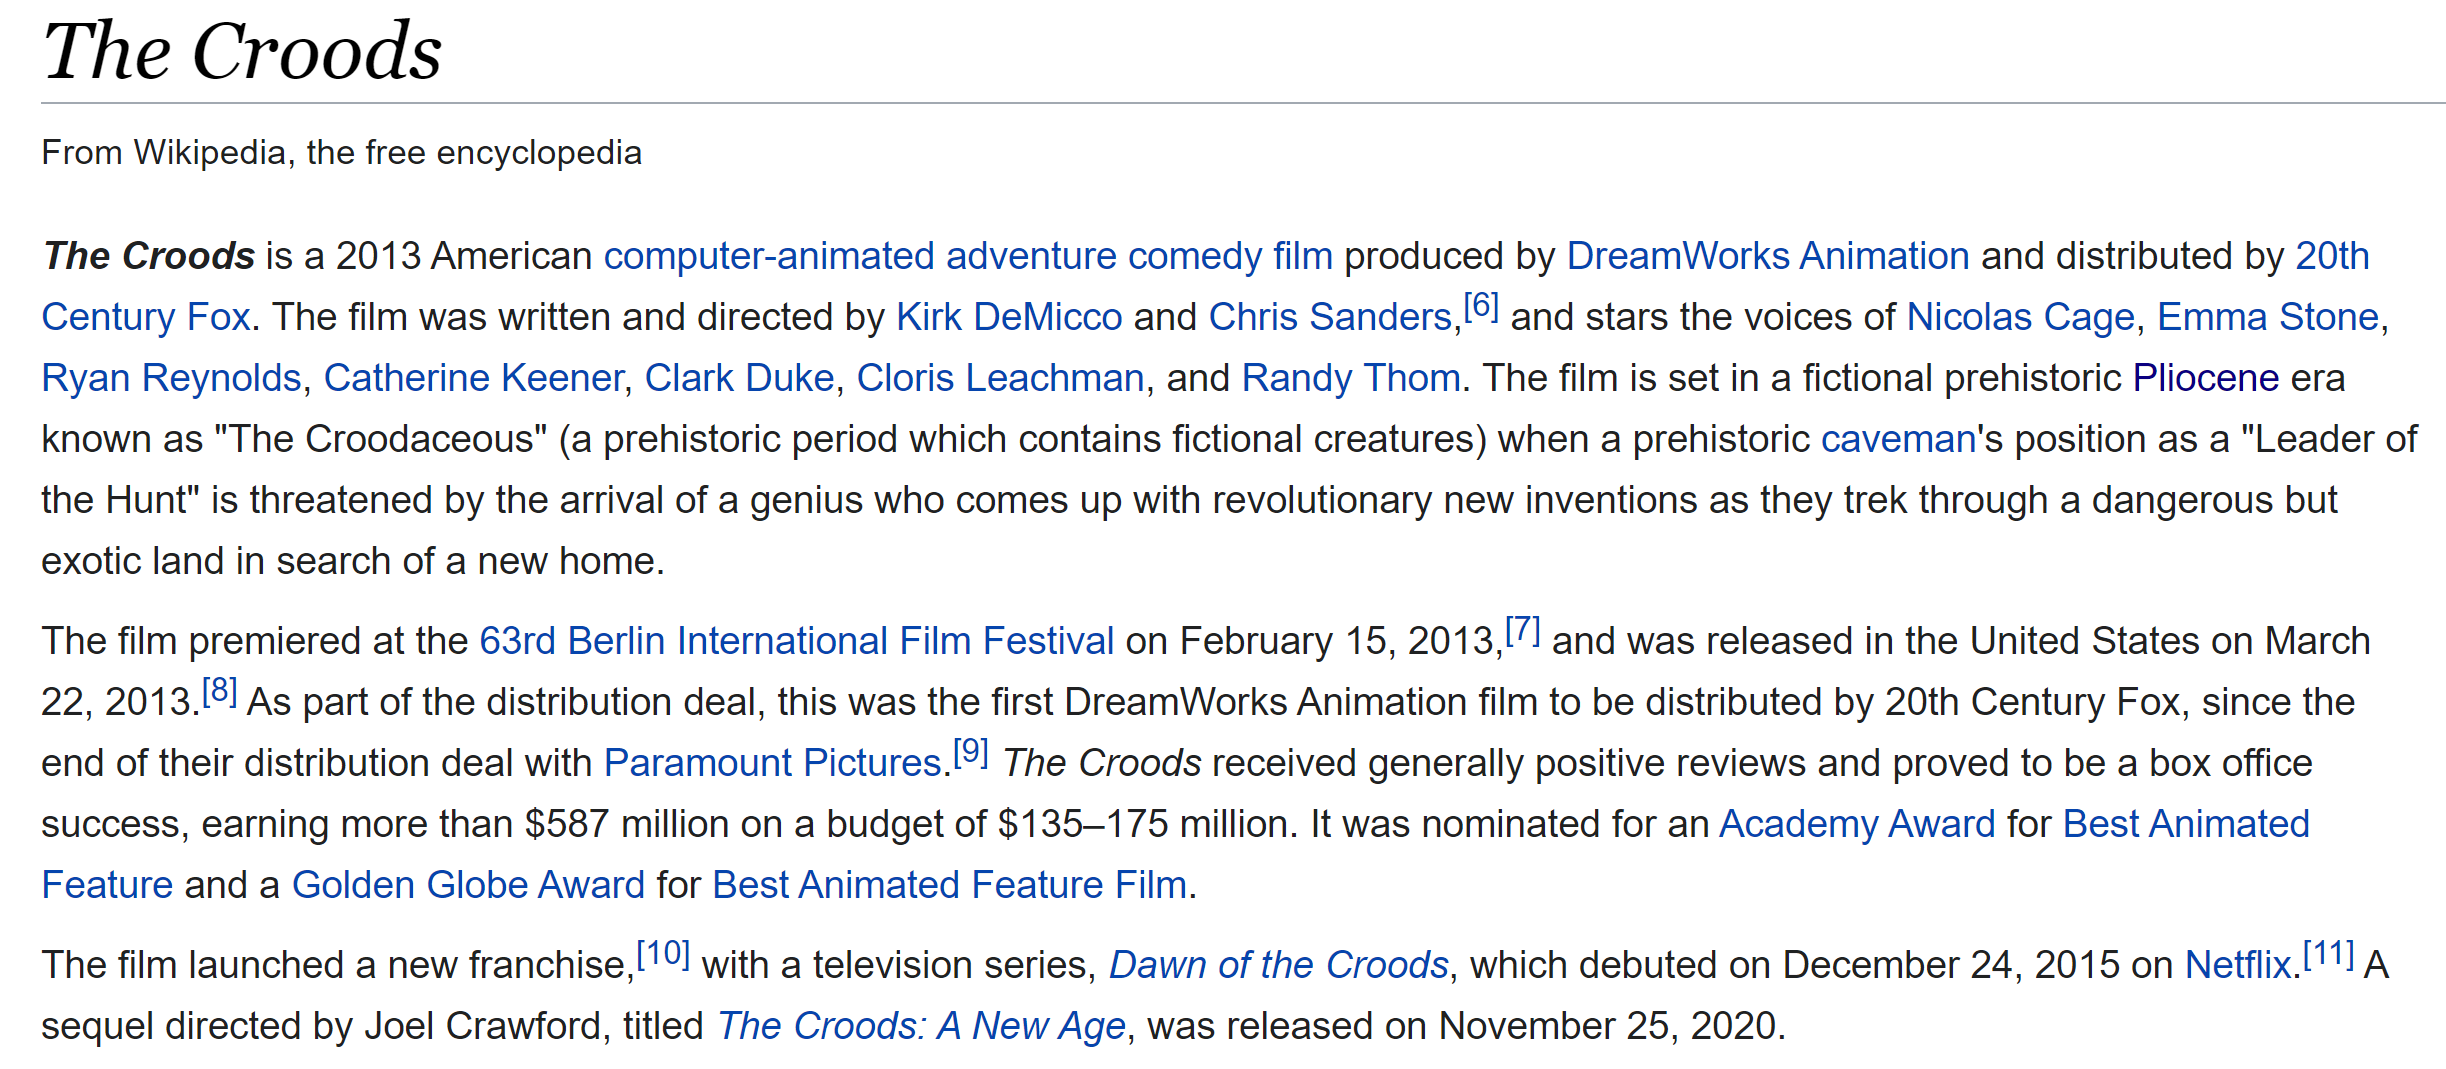 The Croods
From Wikipedia, the free encyclopedia
The Croods is a 2013 American computer-animated adventure comedy film produced by DreamWorks Animation and distributed by 20th
Century Fox. The film was written and directed by Kirk DeMicco and Chris Sanders,[6] and stars the voices of Nicolas Cage, Emma Stone,
Ryan Reynolds, Catherine Keener, Clark Duke, Cloris Leachman, and Randy Thom. The film is set in a fictional prehistoric Pliocene era
known as "The Croodaceous" (a prehistoric period which contains fictional creatures) when a prehistoric caveman's position as a "Leader of
the Hunt" is threatened by the arrival of a genius who comes up with revolutionary new inventions as they trek through a dangerous but
exotic land in search of a new home.
The film premiered at the 63rd Berlin International Film Festival on February 15, 2013,[7] and was released in the United States on March
22, 2013.[8] As part of the distribution deal, this was the first DreamWorks Animation film to be distributed by 20th Century Fox, since the
end of their distribution deal with Paramount Pictures.[9] The Croods received generally positive reviews and proved to be a box office
success, earning more than $587 million on a budget of $135–175 million. It was nominated for an Academy Award for Best Animated
Feature and a Golden Globe Award for Best Animated Feature Film.
The film launched a new franchise,[10] with a television series, Dawn of the Croods, which debuted on December 24, 2015 on Netflix.[11] A
sequel directed by Joel Crawford, titled The Croods: A New Age, was released on November 25, 2020.